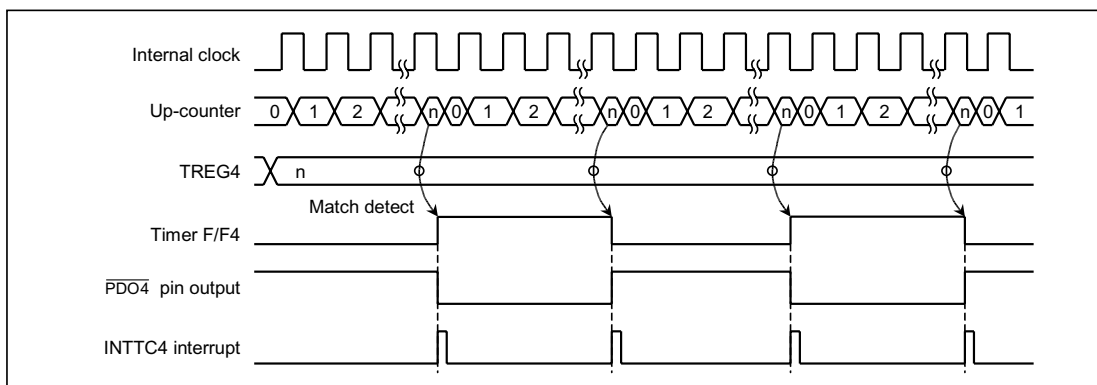 Internal clock
Up-counter 0 1 2 n 0 1 2 n 0 1 2 n 0 1 2 n 0 1
TREG4 n
Match detect
Timer F/F4
PDO4 pin output
INTTC4 interrupt